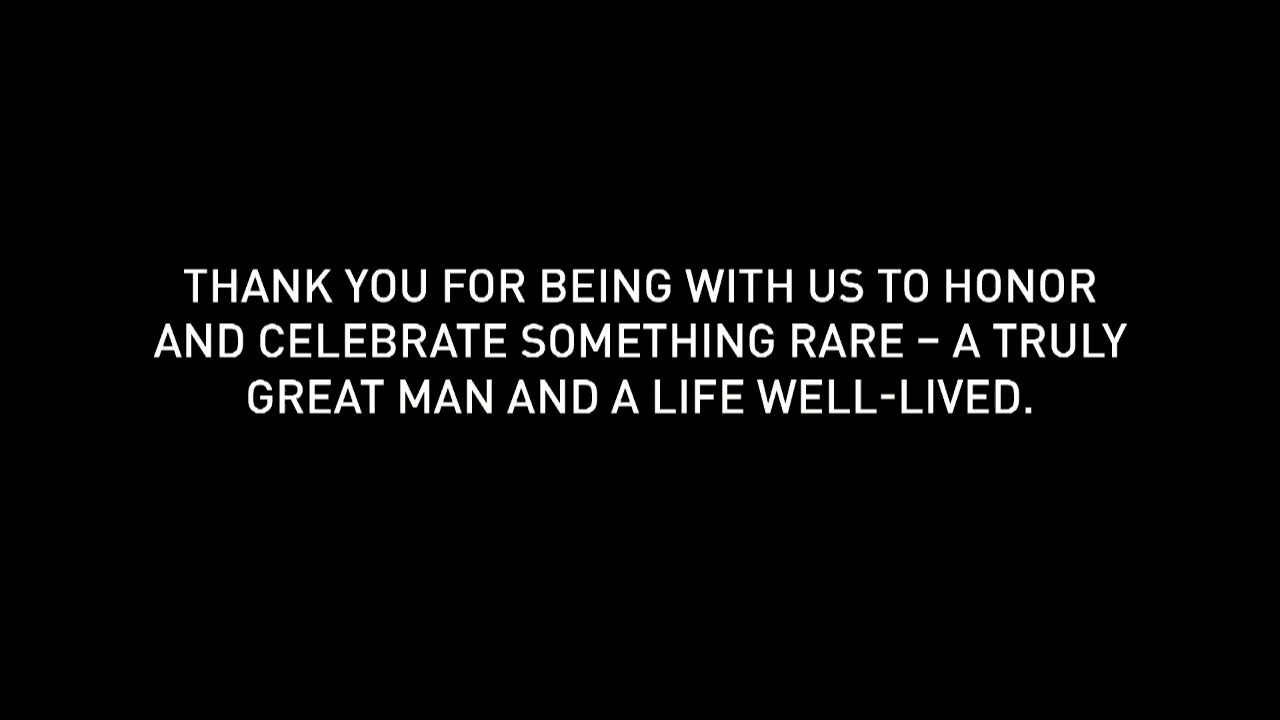 THANK YOU FOR BEING WITH US TO HONOR
AND CELEBRATE SOMETHING RARE – A TRULY
GREAT MAN AND A LIFE WELL-LIVED.